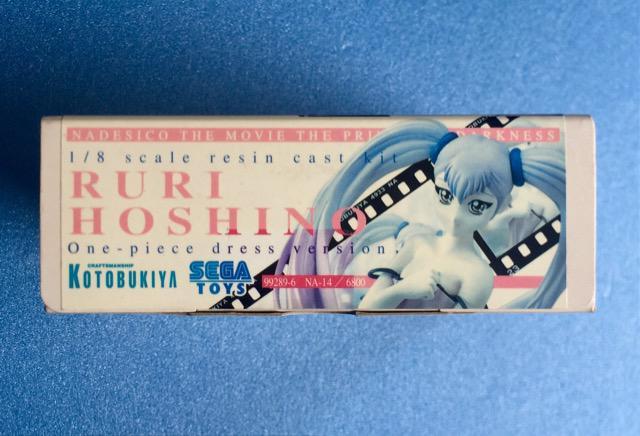 NADESICO THE MOVIE THE PRI DARKNESS
1/8 scale resin cast kit
RURI
HOSHINO
One-piece dress version.
CRAFTSMANSHIP
KOTOBUKIYA
SEGA
TOYS
99289-6 NA-14／6800